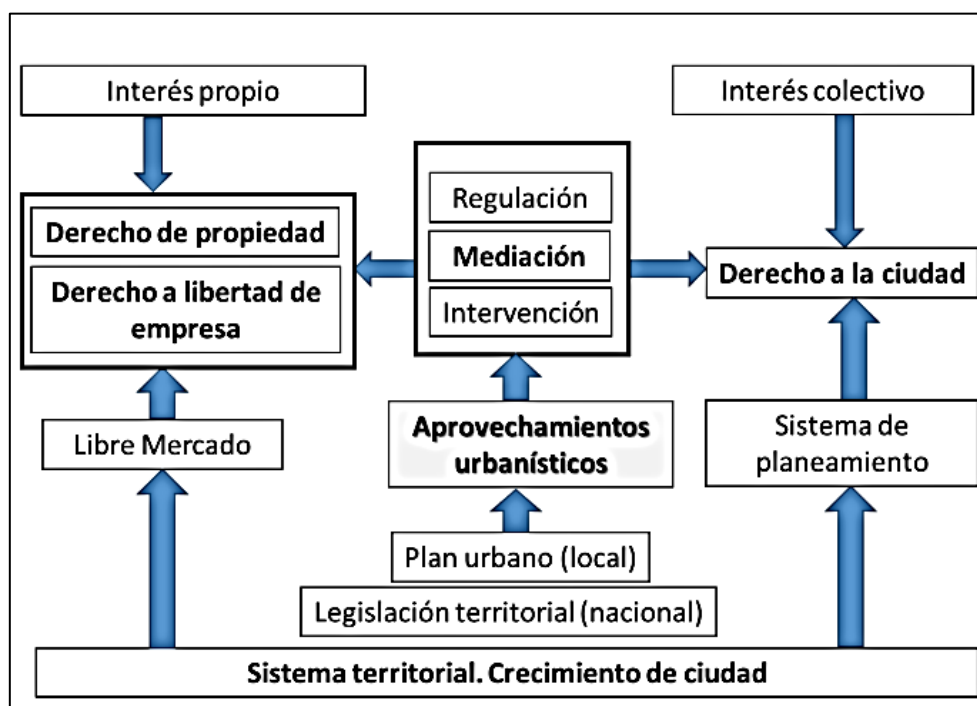 Interés propio
Interés colectivo
Regulación
Mediación
Intervención
Derecho de propiedad
Derecho a libertad de
empresa
Derecho a la ciudad
Libre Mercado
Aprovechamientos
urbanísticos
Sistema de
planeamiento
Plan urbano (local)
Legislación territorial (nacional)
Sistema territorial. Crecimiento de ciudad